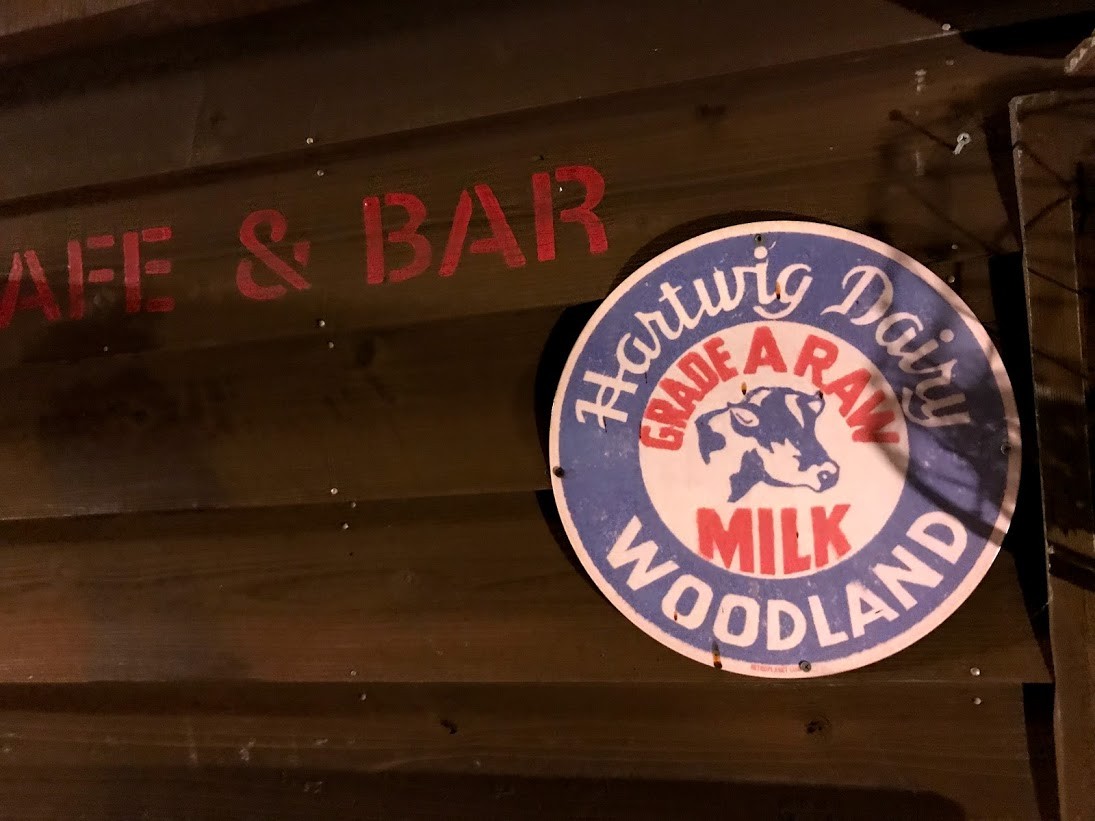 AFE & BAR
Hartwig Dairy
GRADE A RAW
MILK
WOODLAND